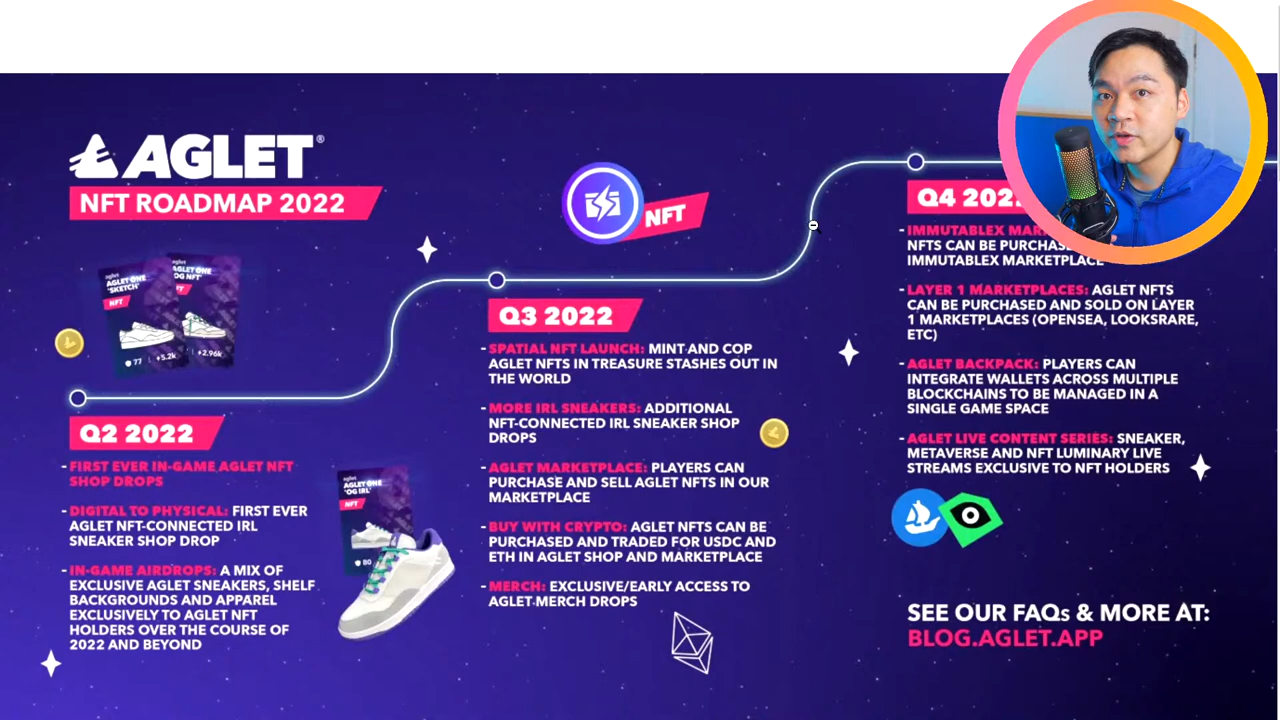 AGLET®
NFT ROADMAP 2022
NFT
aglet
AGLET ONE
'SKETCH'
NFT
77
+5.2k
aglet
AGLET ONE
'OG NFT'
+2.96k
Q2 2022
- FIRST EVER IN-GAME AGLET NFT
SHOP DROPS
- DIGITAL TO PHYSICAL: FIRST EVER
AGLET NFT-CONNECTED IRL
SNEAKER SHOP DROP
- IN-GAME AIRDROPS: A MIX OF
EXCLUSIVE AGLET SNEAKERS, SHELF
BACKGROUNDS AND APPAREL
EXCLUSIVELY TO AGLET NFT
HOLDERS OVER THE COURSE OF
2022 AND BEYOND
aglet
AGLET ONE
'OG IRL'
NFT
80
Q3 2022
- SPATIAL NFT LAUNCH: MINT AND COP
AGLET NFTS IN TREASURE STASHES OUT IN
THE WORLD
- MORE IRL SNEAKERS: ADDITIONAL
NFT-CONNECTED IRL SNEAKER SHOP
DROPS
- AGLET MARKETPLACE: PLAYERS CAN
PURCHASE AND SELL AGLET NFTS IN OUR
MARKETPLACE
- BUY WITH CRYPTO: AGLET NFTS CAN BE
PURCHASED AND TRADED FOR USDC AND
ETH IN AGLET SHOP AND MARKETPLACE
- MERCH: EXCLUSIVE/EARLY ACCESS TO
AGLET MERCH DROPS
Q4
- IMMUTABLEX
NFTS CAN BE
IMMUTABLEX MARKETPLACE
- LAYER 1 MARKETPLACES: AGLET NFTS
CAN BE PURCHASED AND SOLD ON LAYER
1 MARKETPLACES (OPENSEA, LOOKSRARE,
ETC)
- AGLET BACKPACK: PLAYERS CAN
INTEGRATE WALLETS ACROSS MULTIPLE
BLOCKCHAINS TO BE MANAGED IN A
SINGLE GAME SPACE
- AGLET LIVE CONTENT SERIES: SNEAKER,
METAVERSE AND NFT LUMINARY LIVE
STREAMS EXCLUSIVE TO NFT HOLDERS
SEE OUR FAQs & MORE AT:
BLOG.AGLET.APP